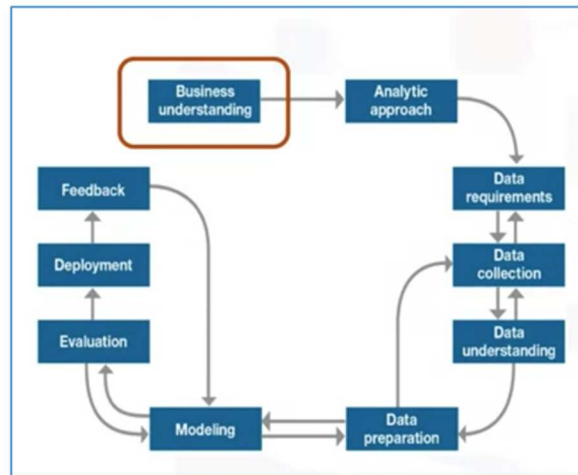 Business
understanding
Analytic
approach
Data
requirements
Data
collection
Data
understanding
Data
preparation
Modeling
Evaluation
Deployment
Feedback